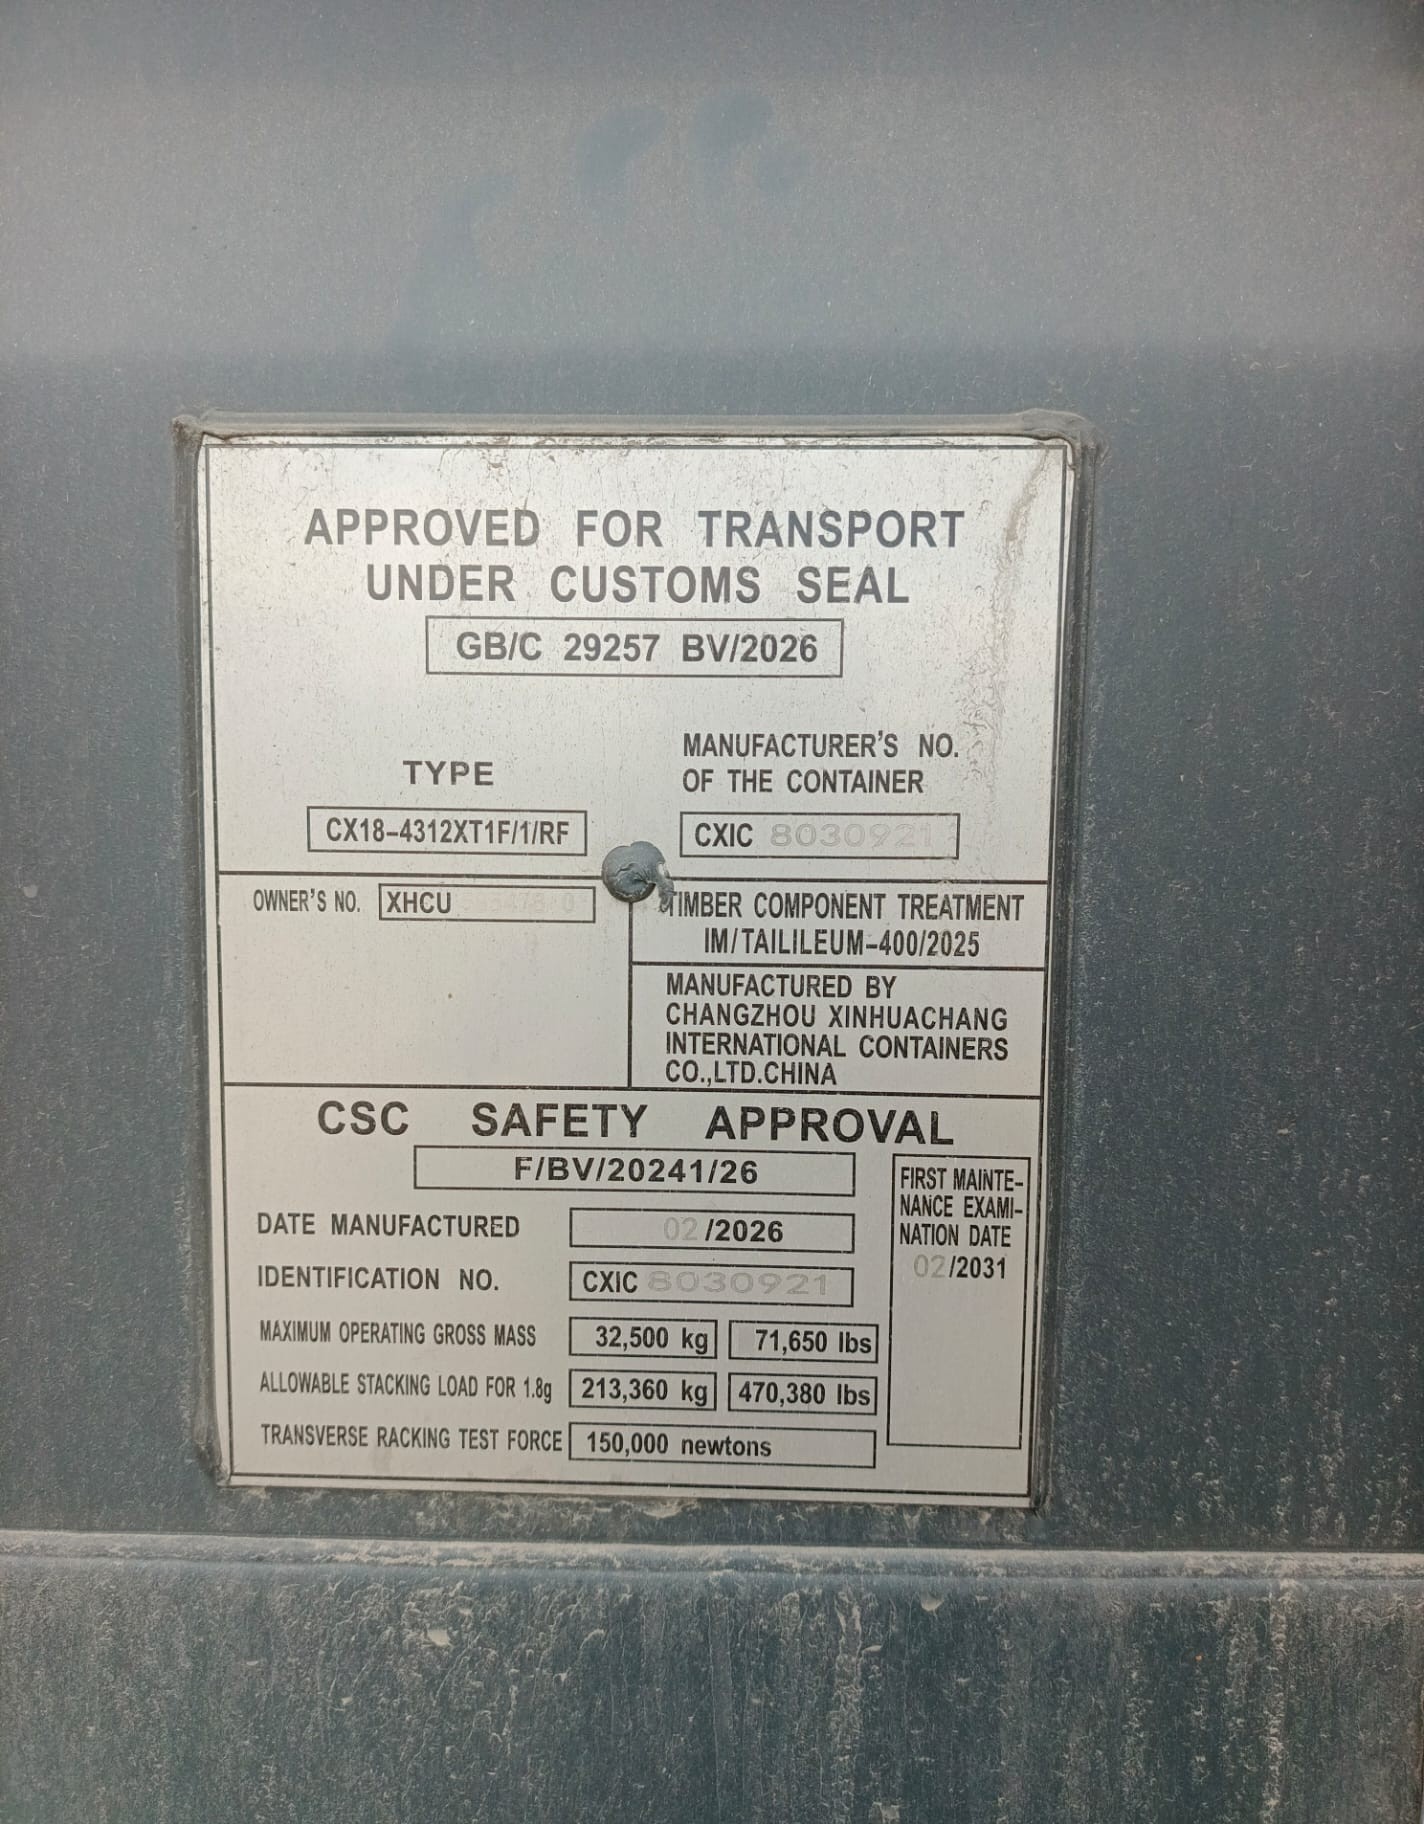 APPROVED FOR TRANSPORT
UNDER CUSTOMS SEAL
GB/C 29257 BV/2026
TYPE
CX18-4312XT1F/1/RF
MANUFACTURER'S NO.
OF THE CONTAINER
CXIC 8030921
OWNER'S NO. XHCU
TIMBER COMPONENT TREATMENT
IM/TAILILEUM-400/2025
MANUFACTURED BY
CHANGZHOU XINHUACHANG
INTERNATIONAL CONTAINERS
CO.,LTD.CHINA
CSC SAFETY APPROVAL
F/BV/20241/26
DATE MANUFACTURED 02/2026
IDENTIFICATION NO. CXIC 8030921
MAXIMUM OPERATING GROSS MASS 32,500 kg 71,650 lbs
ALLOWABLE STACKING LOAD FOR 1.8g 213,360 kg 470,380 lbs
TRANSVERSE RACKING TEST FORCE 150,000 newtons
FIRST MAINTE-
NANCE EXAMI-
NATION DATE
02/2031